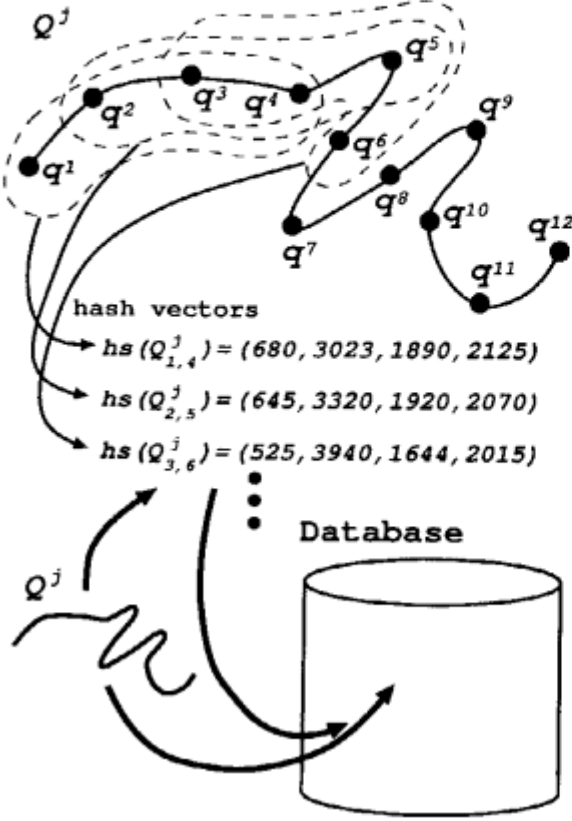 Q^j
q^1
q^2
q^3
q^4
q^5
q^6
q^7
q^8
q^9
q^10
q^11
q^12
hash vectors
hs(Q^j_{1,4})=(680,3023,1890,2125)
hs(Q^j_{2,5})=(645,3320,1920,2070)
hs(Q^j_{3,6})=(525,3940,1644,2015)
Database
Q^j